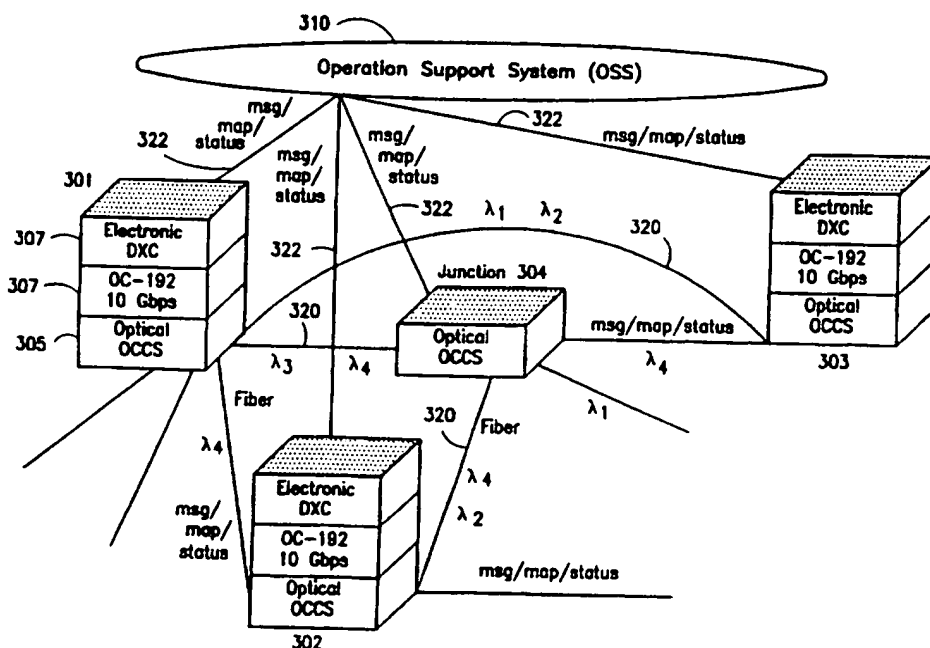 310
Operation Support System (OSS)
msg/
map/
status
322
msg/
map/
status
msg/
map/
status
322
msg/map/status
301
307
Electronic
DXC
307
OC-192
10 Gbps
305
Optical
OCCS
322
322
λ1 λ2
320
Junction 304
Optical
OCCS
320
λ3 λ4
msg/map/status
λ4
Electronic
DXC
OC-192
10 Gbps
Optical
OCCS
303
λ1
Fiber
λ4
msg/
map/
status
320
Fiber
λ4
λ2
Electronic
DXC
OC-192
10 Gbps
Optical
OCCS
302
msg/map/status